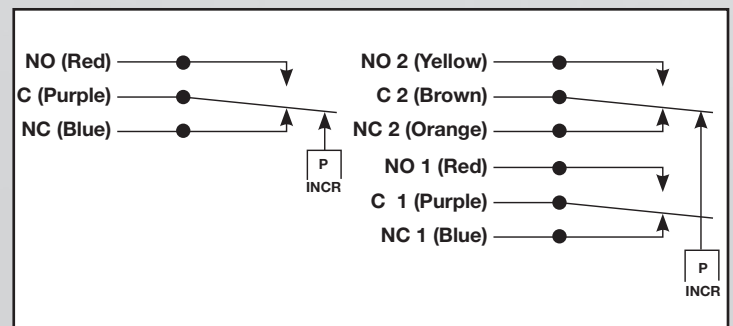 NO (Red)
C (Purple)
NC (Blue)
P
INCR
NO 2 (Yellow)
C 2 (Brown)
NC 2 (Orange)
NO 1 (Red)
C 1 (Purple)
NC 1 (Blue)
P
INCR